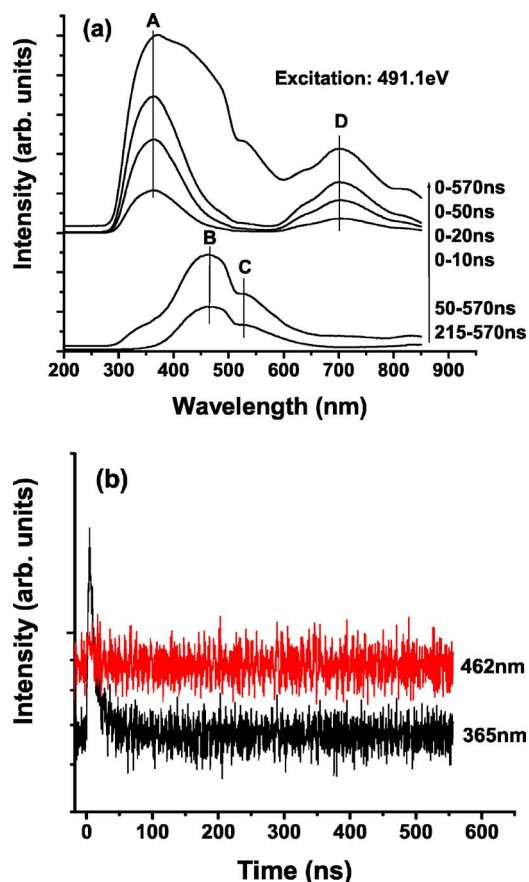 (a)
A
Excitation: 491.1eV
D
0-570ns
0-50ns
0-20ns
0-10ns
B
C
50-570ns
215-570ns
Intensity (arb. units)
200 300 400 500 600 700 800 900
Wavelength (nm)
(b)
462nm
365nm
Intensity (arb. units)
0 100 200 300 400 500 600
Time (ns)